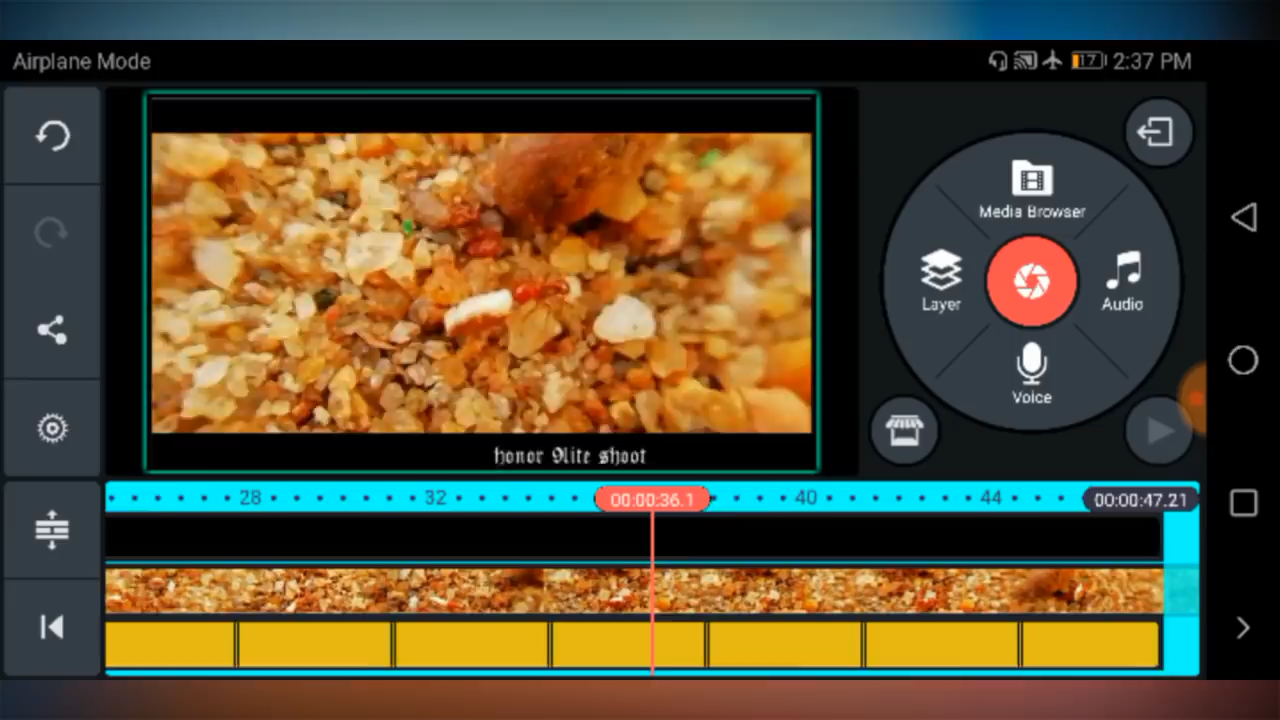 Airplane Mode
17 2:37 PM
Media Browser
Layer
Audio
Voice
honor 9lite shoot
28 32 00:00:36.1 40 44 00:00:47.21